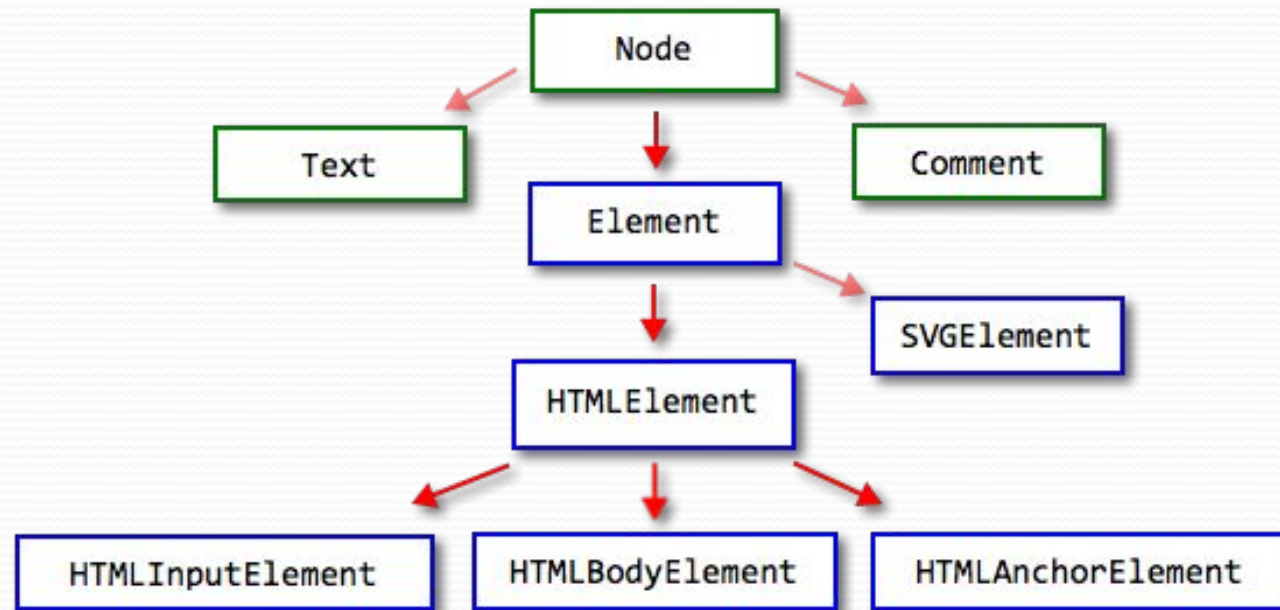 Node
Text
Comment
Element
SVGElement
HTMLElement
HTMLInputElement
HTMLBodyElement
HTMLAnchorElement